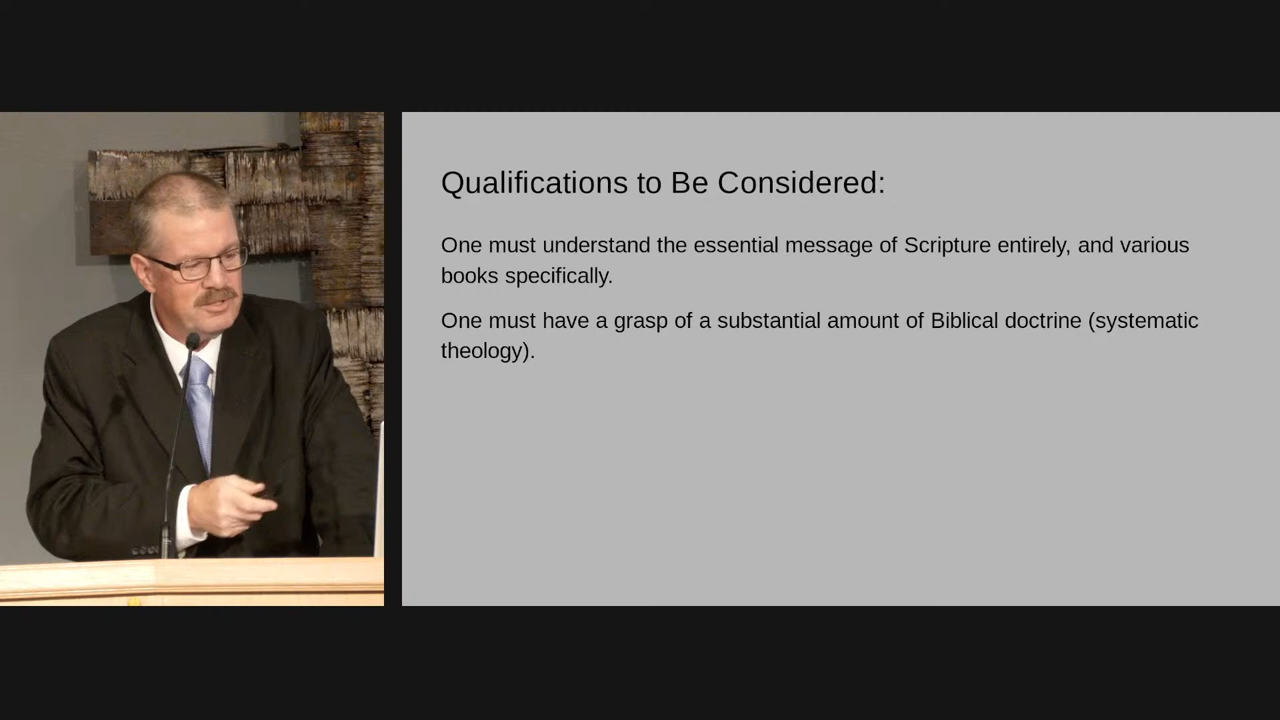 Qualifications to Be Considered:
One must understand the essential message of Scripture entirely, and various
books specifically.
One must have a grasp of a substantial amount of Biblical doctrine (systematic
theology).